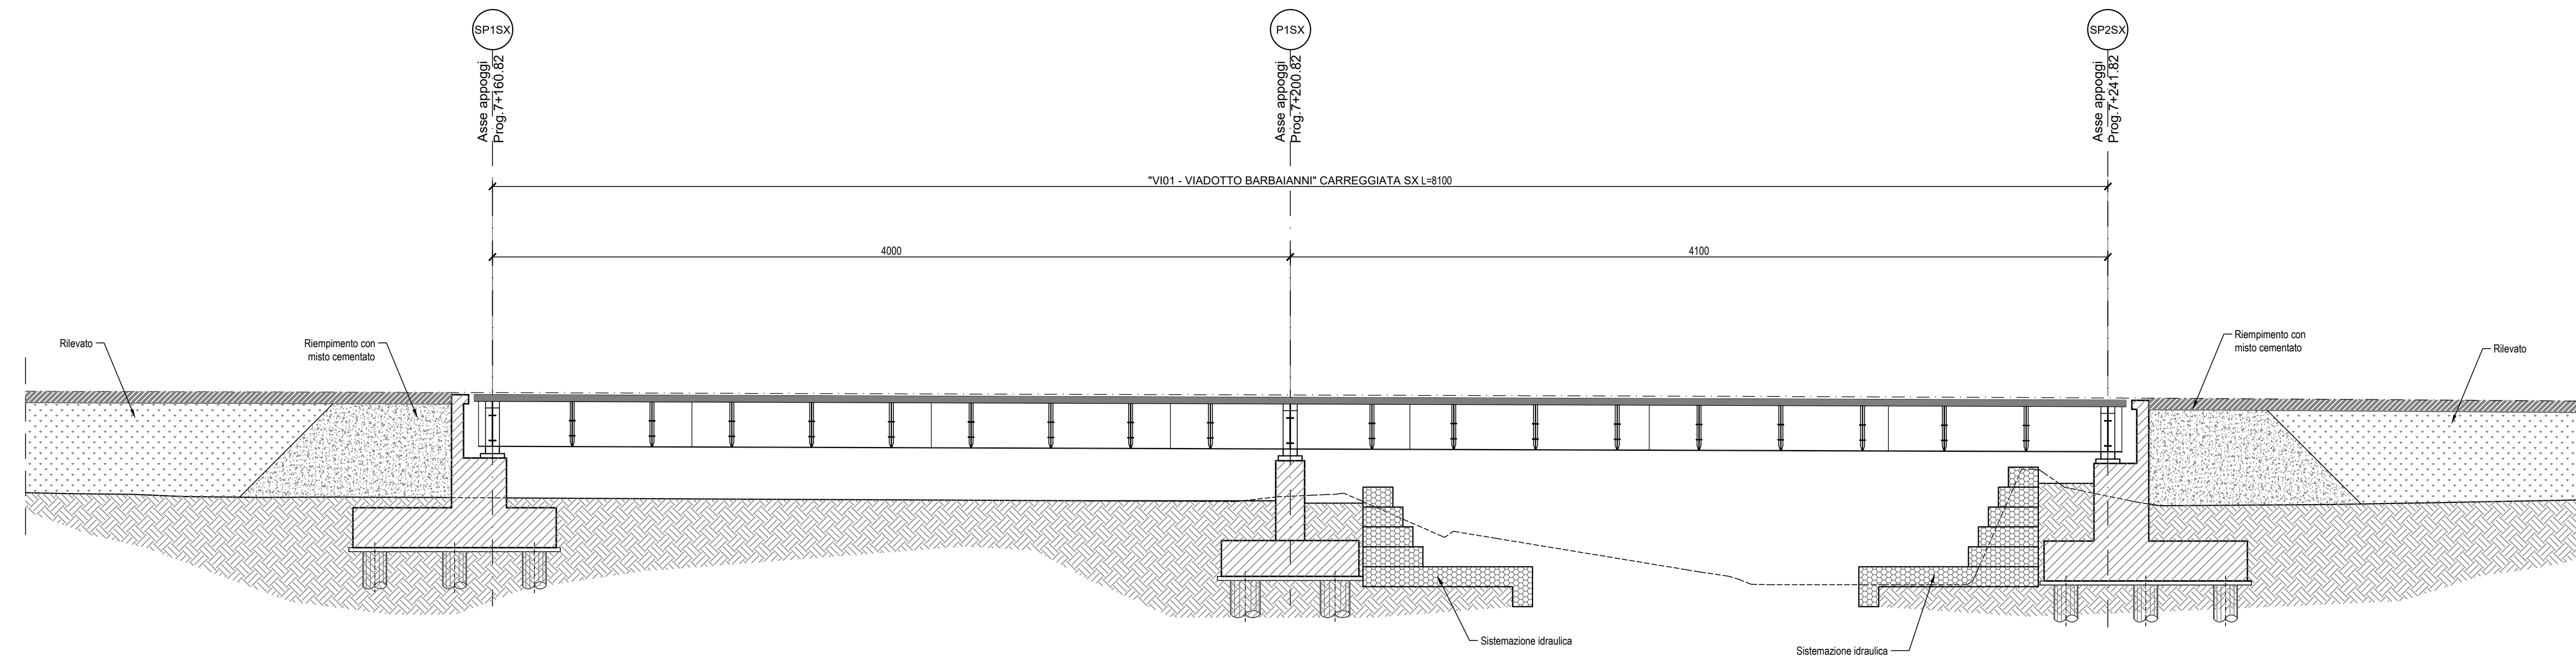 SP1SX
P1SX
SP2SX
Asse appoggi
Prog.7+160.82
Asse appoggi
Prog.7+200.82
Asse appoggi
Prog.7+241.82
"VI01 - VIADOTTO BARBAIANNI" CARREGGIATA SX L=8100
4000
4100
Rilevato
Riempimento con
misto cementato
Riempimento con
misto cementato
Rilevato
Sistemazione idraulica
Sistemazione idraulica